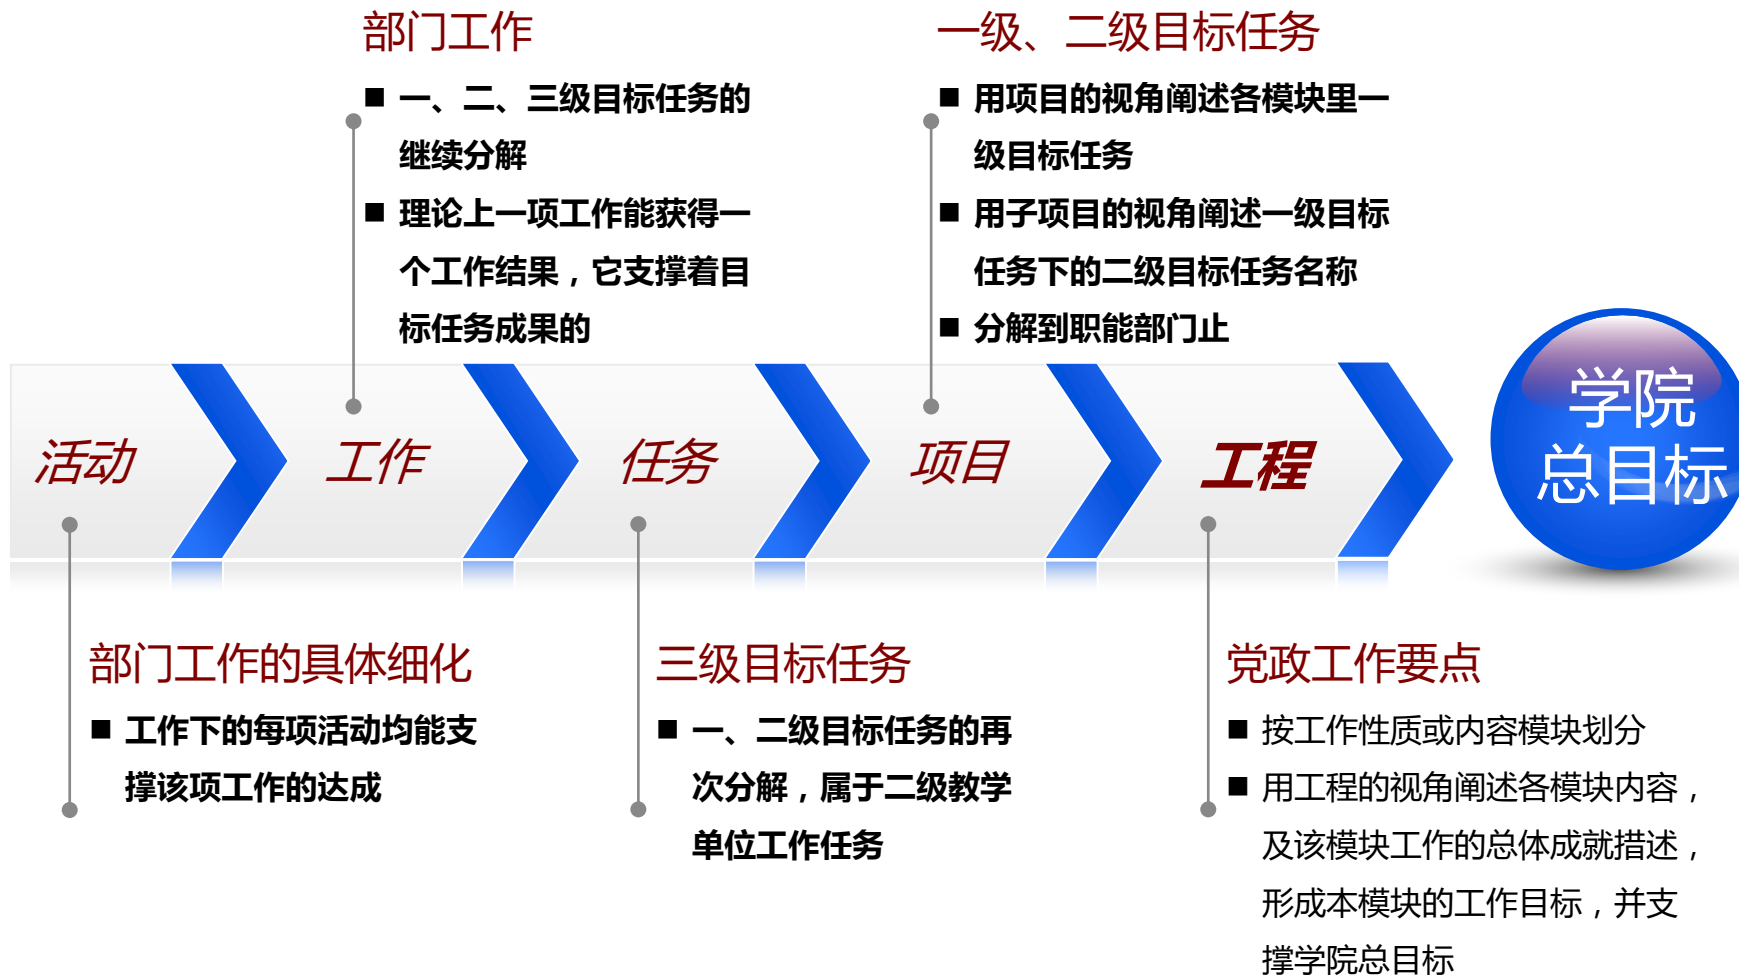 部门工作
■ 一、二、三级目标任务的
继续分解
■ 理论上一项工作能获得一
个工作结果，它支撑着目
标任务成果的
一级、二级目标任务
■ 用项目的视角阐述各模块里一
级目标任务
■ 用子项目的视角阐述一级目标
任务下的二级目标任务名称
■ 分解到职能部门止
活动
工作
任务
项目
工程
学院
总目标
部门工作的具体细化
■ 工作下的每项活动均能支
撑该项工作的达成
三级目标任务
■ 一、二级目标任务的再
次分解，属于二级教学
单位工作任务
党政工作要点
■ 按工作性质或内容模块划分
■ 用工程的视角阐述各模块内容，
及该模块工作的总体成就措述，
形成本模块的工作目标，并支
撑学院总目标